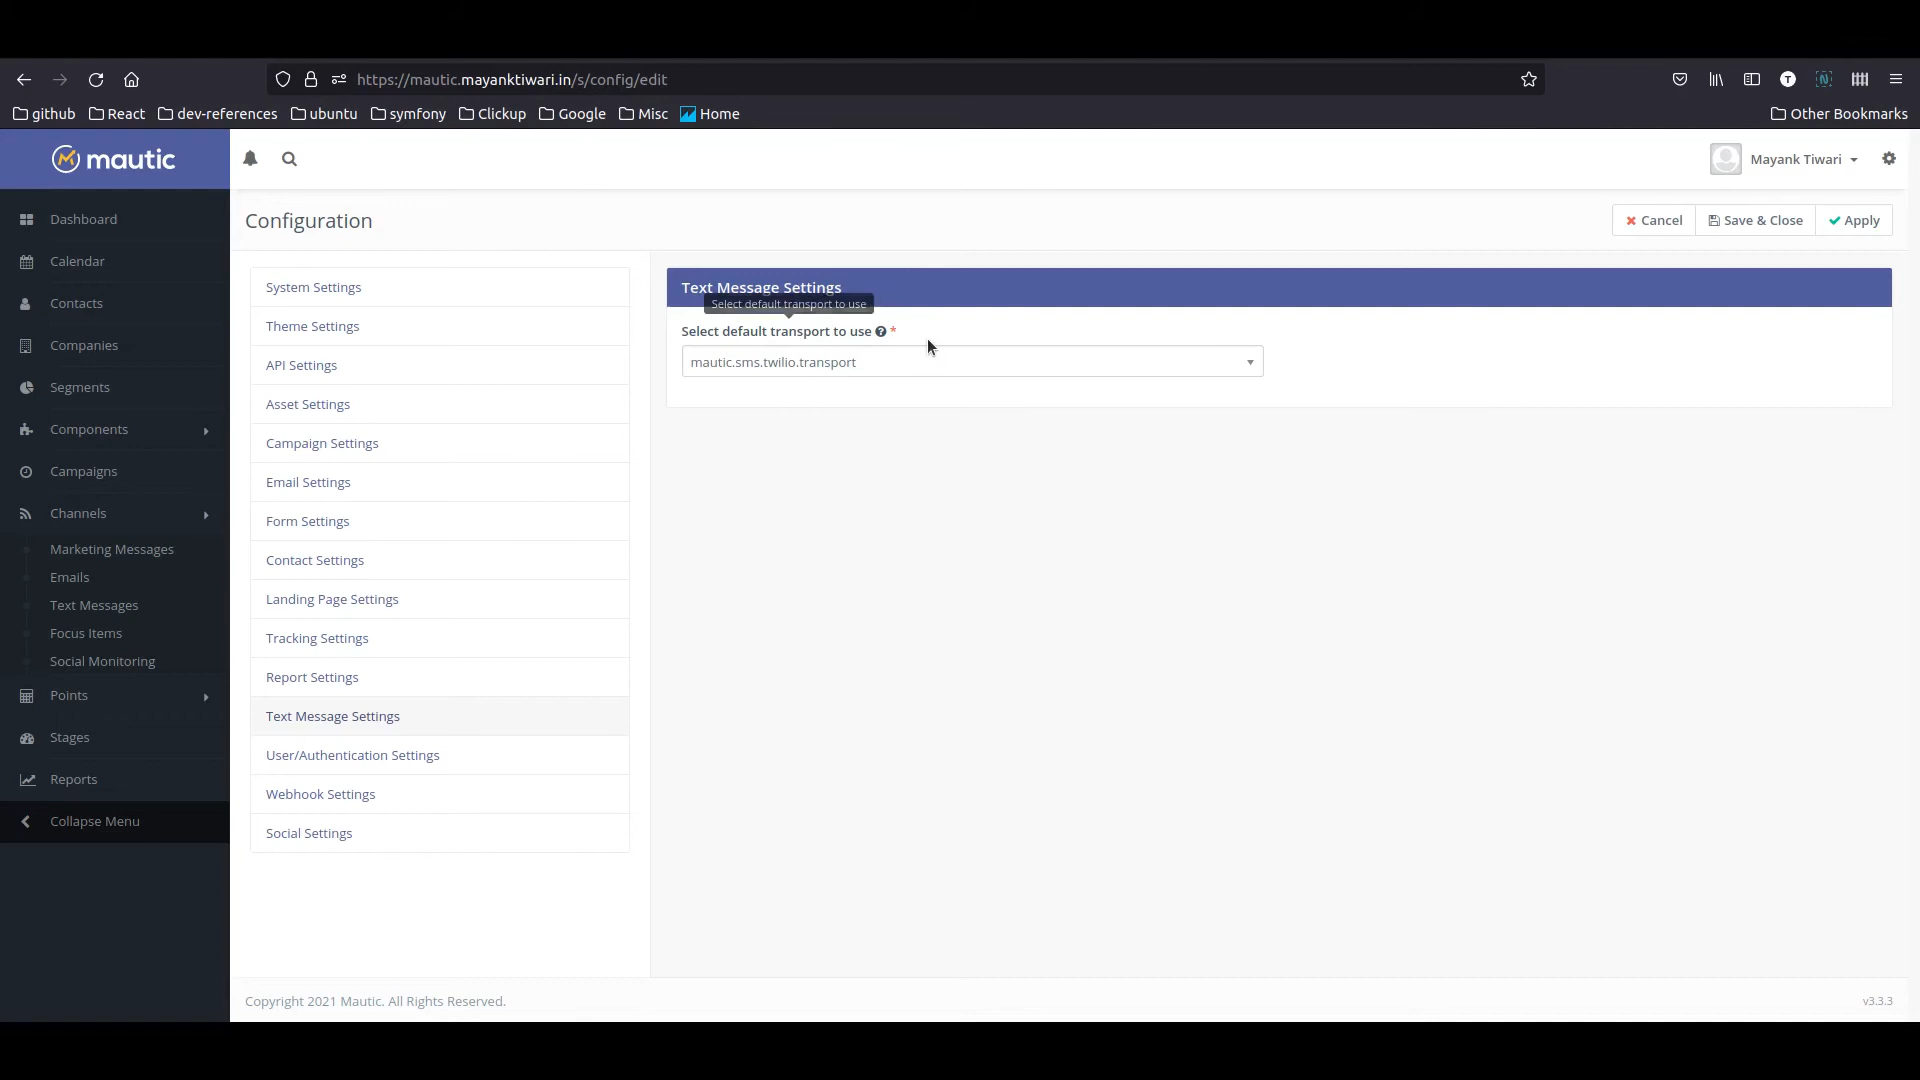 https://mautic.mayanktiwari.in/s/config/edit
github React dev-references ubuntu symfony Clickup Google Misc Home Other Bookmarks
mautic
Mayank Tiwari
Configuration
Cancel Save & Close Apply
Dashboard
Calendar
Contacts
Companies
Segments
Components
Campaigns
Channels
Marketing Messages
Emails
Text Messages
Focus Items
Social Monitoring
Points
Stages
Reports
Collapse Menu
System Settings
Theme Settings
API Settings
Asset Settings
Campaign Settings
Email Settings
Form Settings
Contact Settings
Landing Page Settings
Tracking Settings
Report Settings
Text Message Settings
User/Authentication Settings
Webhook Settings
Social Settings
Text Message Settings
Select default transport to use
Select default transport to use *
mautic.sms.twilio.transport
Copyright 2021 Mautic. All Rights Reserved.
v3.3.3